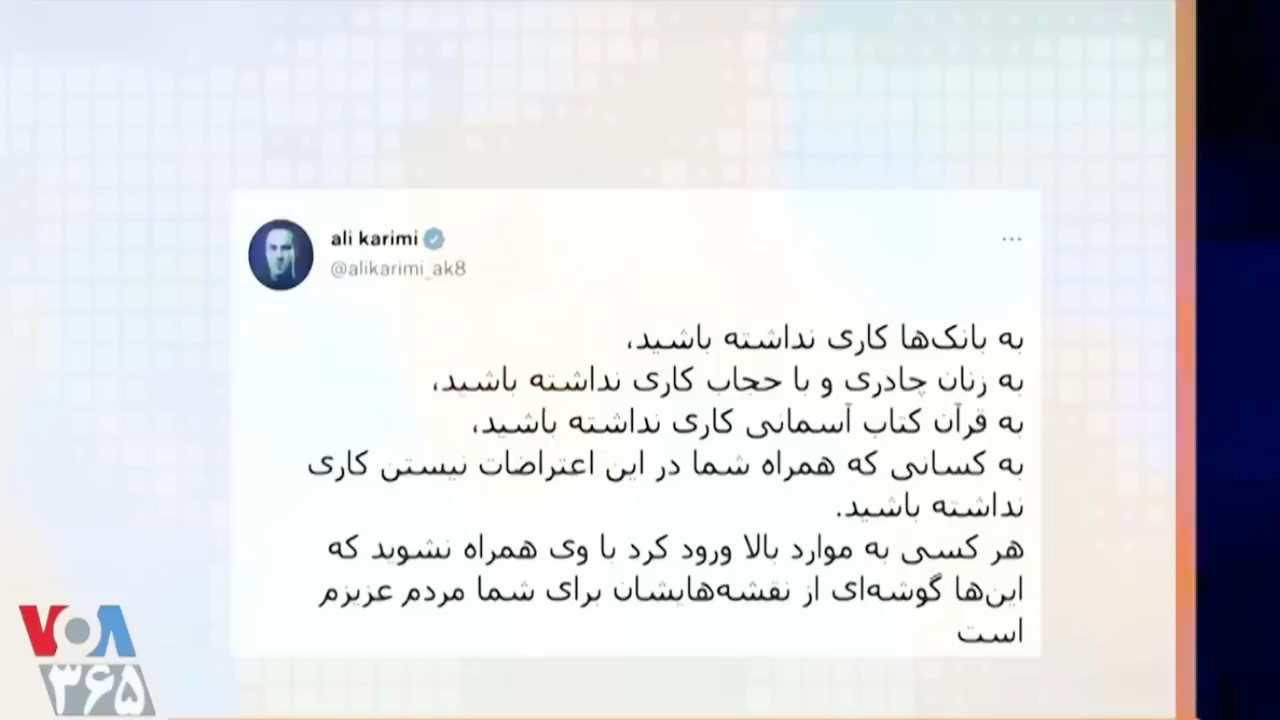 ali karimi
@alikarimi_ak8
به بانک‌ها کاری نداشته باشید،
به زنان چادری و با حجاب کاری نداشته باشید،
به قرآن کتاب آسمانی کاری نداشته باشید،
به کسانی که همراه شما در این اعتراضات نیستن کاری
نداشته باشید.
هر کسی به موارد بالا ورود کرد با وی همراه نشوید که
این‌ها گوشه‌ای از نقشه‌هایشان برای شما مردم عزیزم
است
VOA
۳۶۵